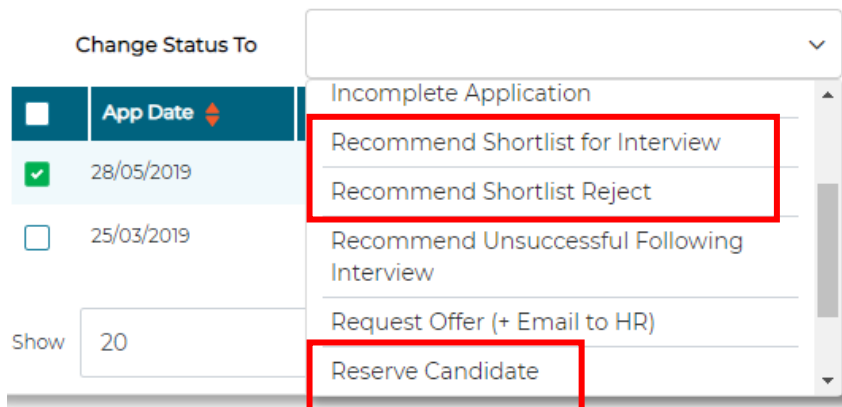 Change Status To
Incomplete Application
App Date
Recommend Shortlist for Interview
28/05/2019
Recommend Shortlist Reject
25/03/2019
Recommend Unsuccessful Following
Interview
Request Offer (+ Email to HR)
Show 20
Reserve Candidate